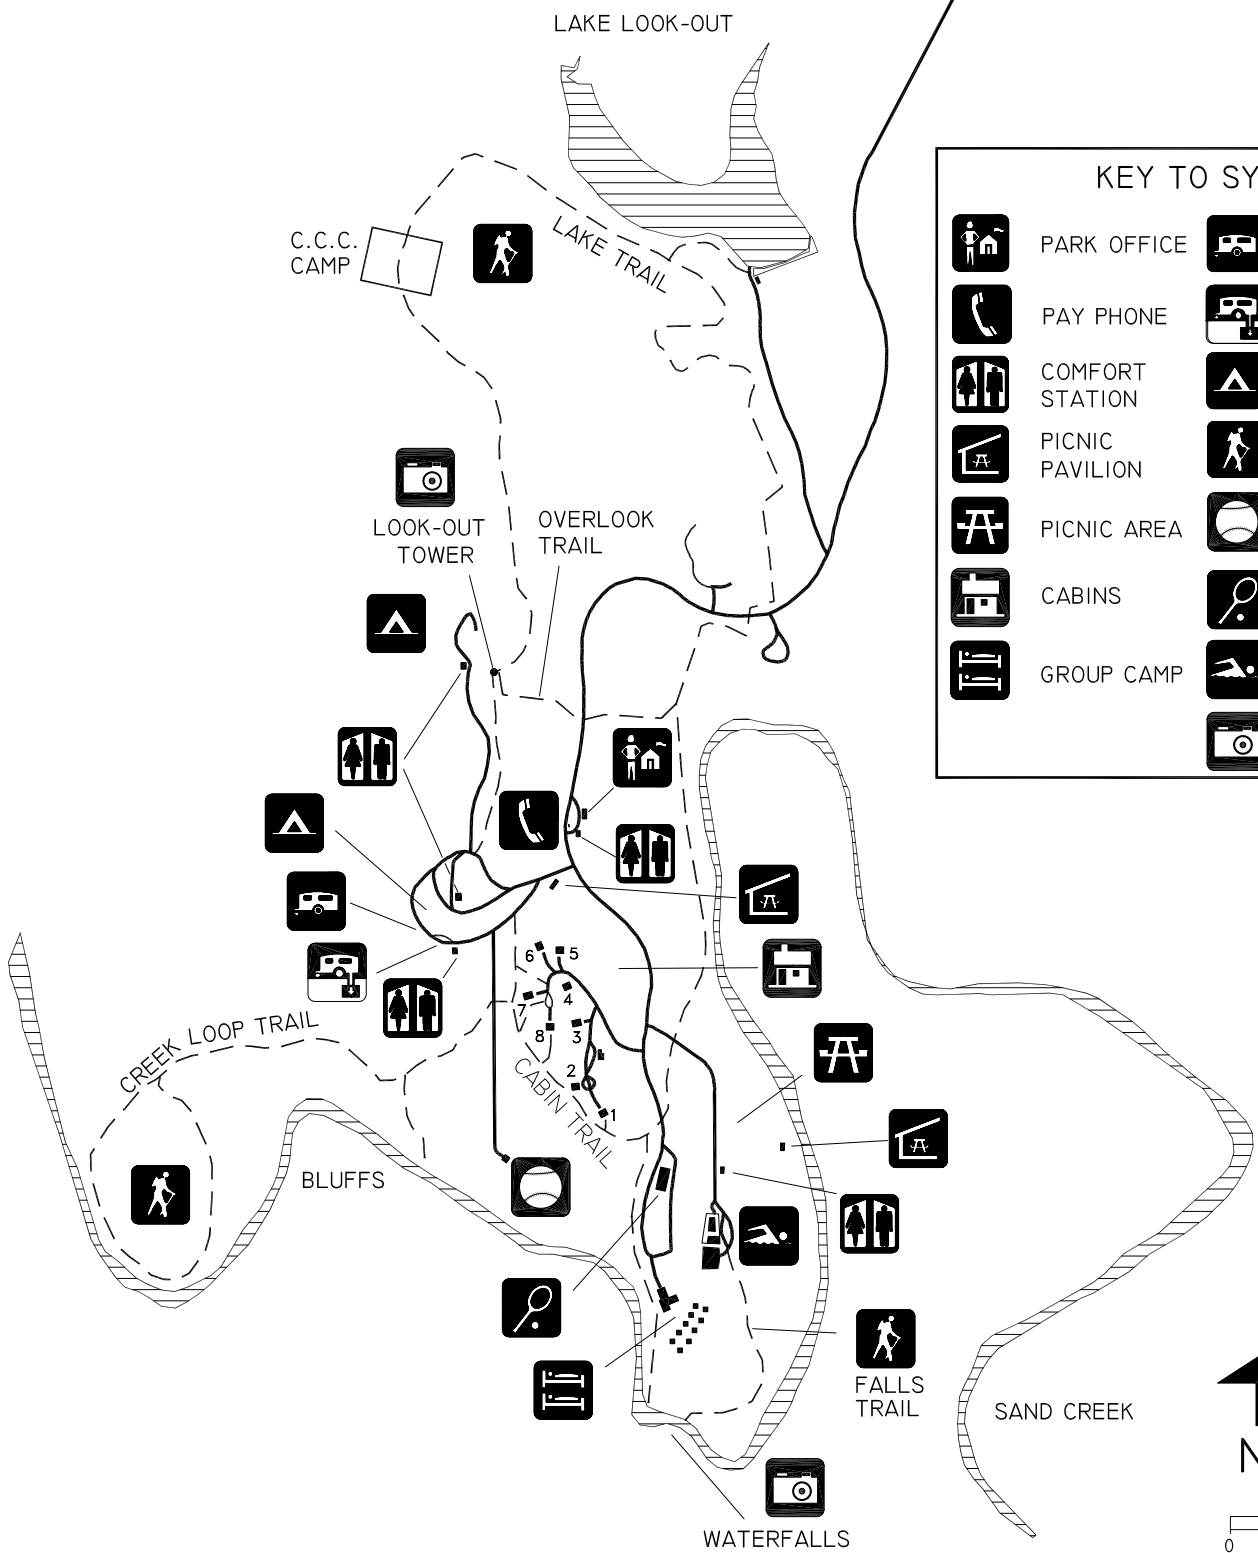 LAKE LOOK-OUT
KEY TO SY
PARK OFFICE
PAY PHONE
COMFORT
STATION
PICNIC
PAVILION
PICNIC AREA
CABINS
GROUP CAMP
C.C.C.
CAMP
LAKE TRAIL
LOOK-OUT
TOWER
OVERLOOK
TRAIL
6
5
4
7
8
3
2
1
CREEK LOOP TRAIL
CABIN TRAIL
BLUFFS
FALLS
TRAIL
SAND CREEK
N
0
WATERFALLS